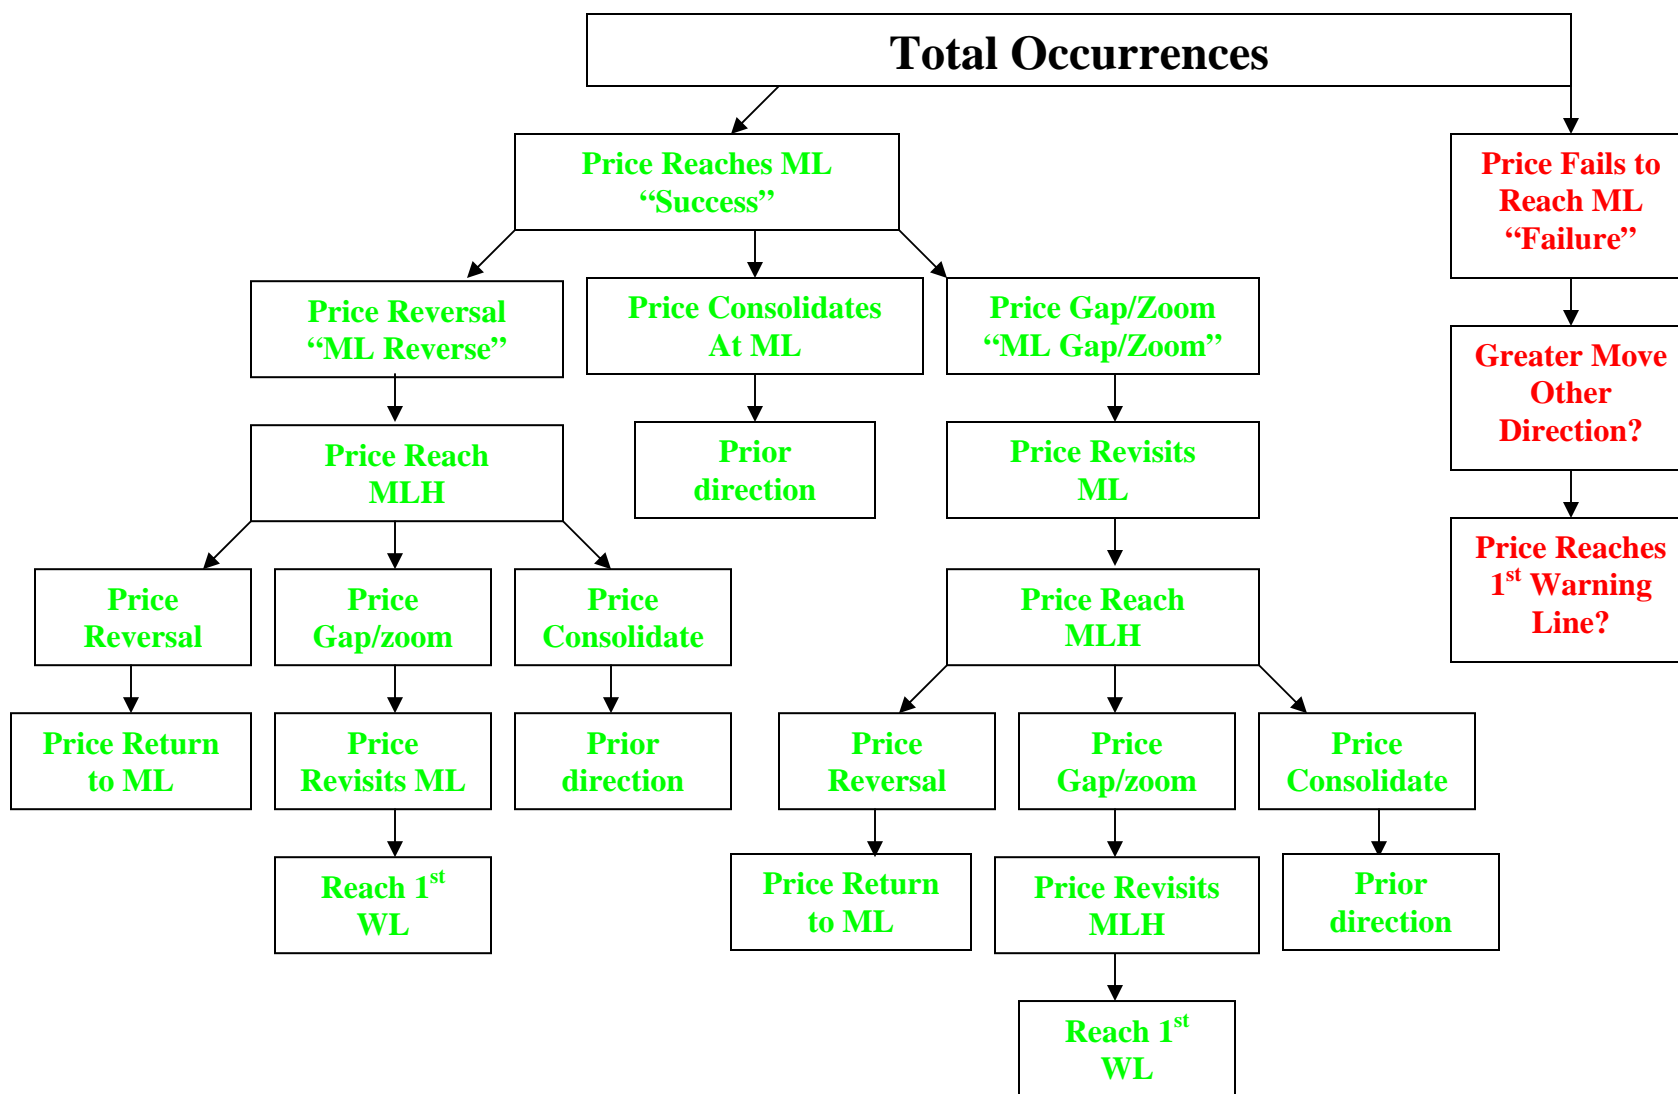 Total Occurrences
Price Reaches ML
“Success”
Price Fails to
Reach ML
“Failure”
Price Reversal
“ML Reverse”
Price Consolidates
At ML
Price Gap/Zoom
“ML Gap/Zoom”
Greater Move
Other
Direction?
Price Reach
MLH
Prior
direction
Price Revisits
ML
Price Reaches
1st Warning
Line?
Price
Reversal
Price
Gap/zoom
Price
Consolidate
Price Reach
MLH
Price Return
to ML
Price
Revisits ML
Prior
direction
Price
Reversal
Price
Gap/zoom
Price
Consolidate
Reach 1st
WL
Price Return
to ML
Price Revisits
MLH
Prior
direction
Reach 1st
WL